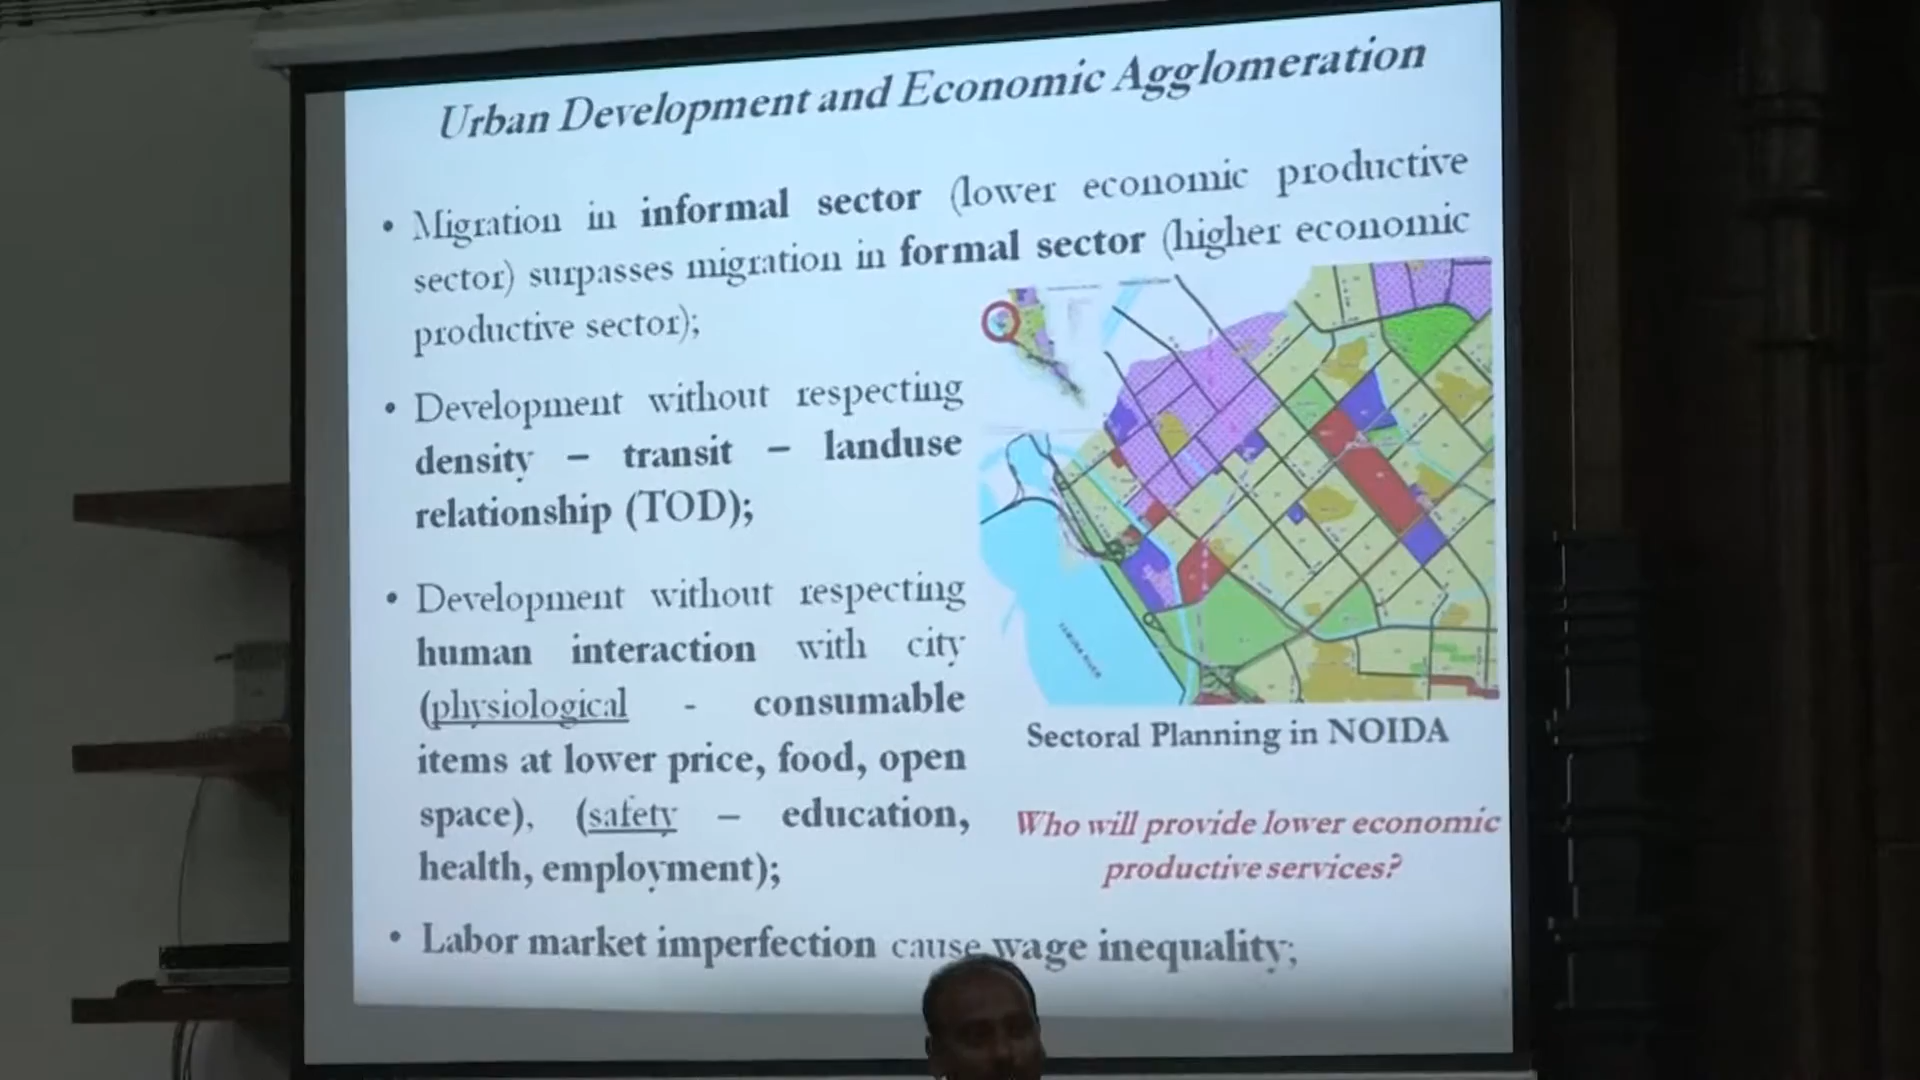 Urban Development and Economic Agglomeration
• Migration in informal sector (lower economic productive
sector) surpasses migration in formal sector (higher economic
productive sector);
• Development without respecting
density – transit – landuse
relationship (TOD);
• Development without respecting
human interaction with city
(physiological - consumable
items at lower price, food, open
space), (safety – education,
health, employment);
• Labor market imperfection cause wage inequality;
YAMUNA RIVER
Sectoral Planning in NOIDA
Who will provide lower economic
productive services?